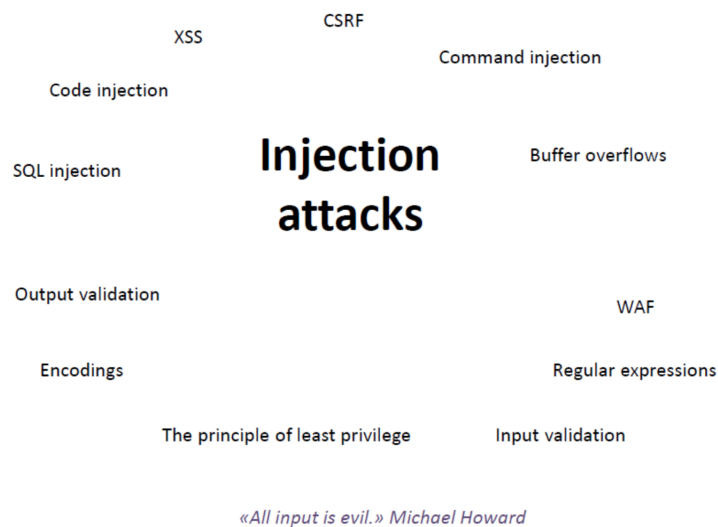 CSRF
XSS
Command injection
Code injection
Injection
attacks
Buffer overflows
SQL injection
Output validation
WAF
Encodings
Regular expressions
The principle of least privilege
Input validation
«All input is evil.» Michael Howard